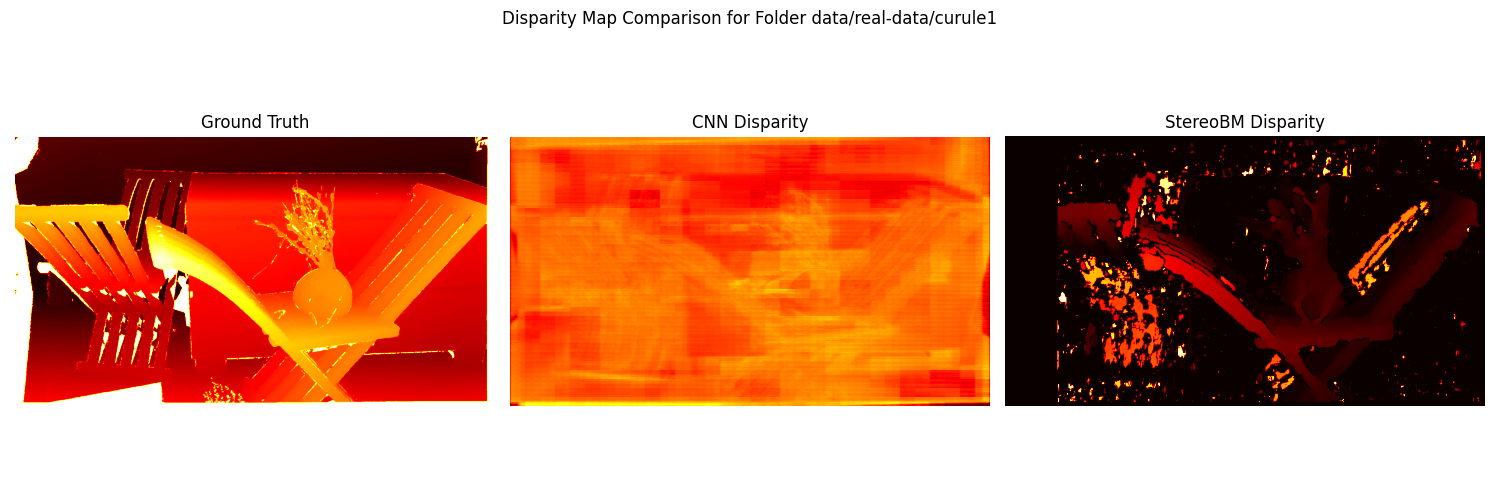 Disparity Map Comparison for Folder data/real-data/curule1
Ground Truth
CNN Disparity
StereoBM Disparity